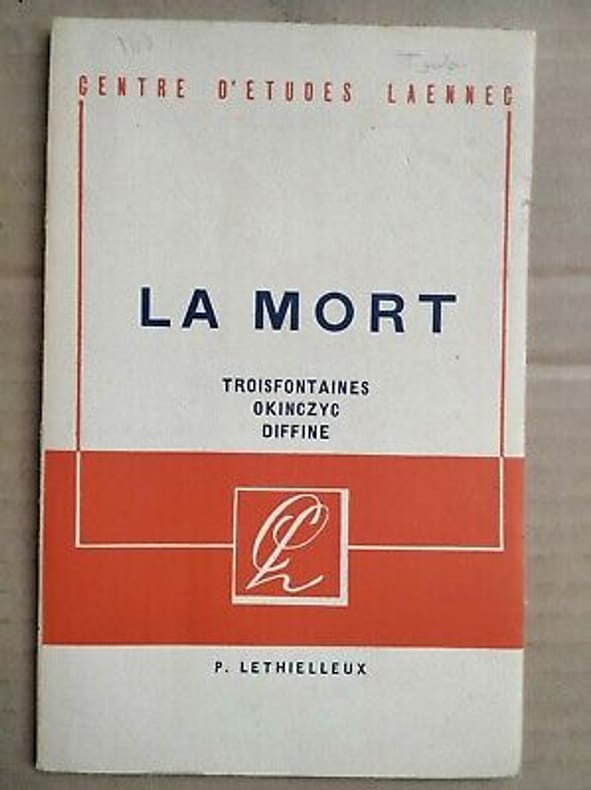 CENTRE D'ETUDES LAENNEC
LA MORT
TROISFONTAINES
OKINCZYC
DIFFINE
P. LETHIELLEUX